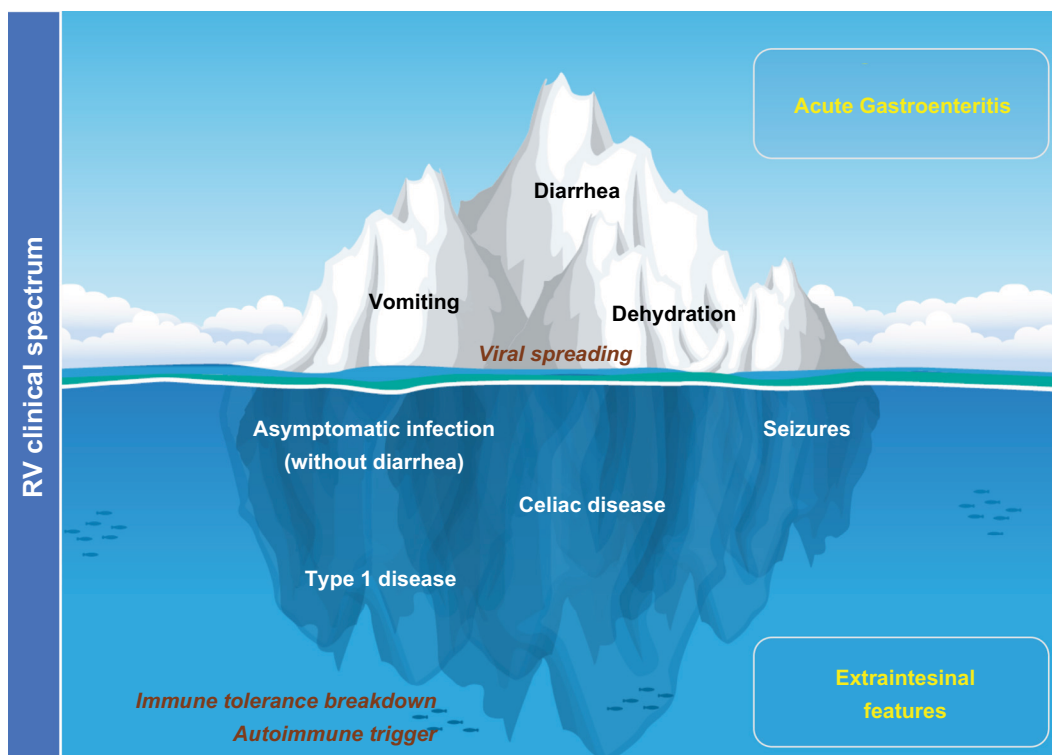 RV clinical spectrum
Acute Gastroenteritis
Diarrhea
Vomiting
Dehydration
Viral spreading
Asymptomatic infection
(without diarrhea)
Seizures
Celiac disease
Type 1 disease
Extraintesinal
features
Immune tolerance breakdown
Autoimmune trigger